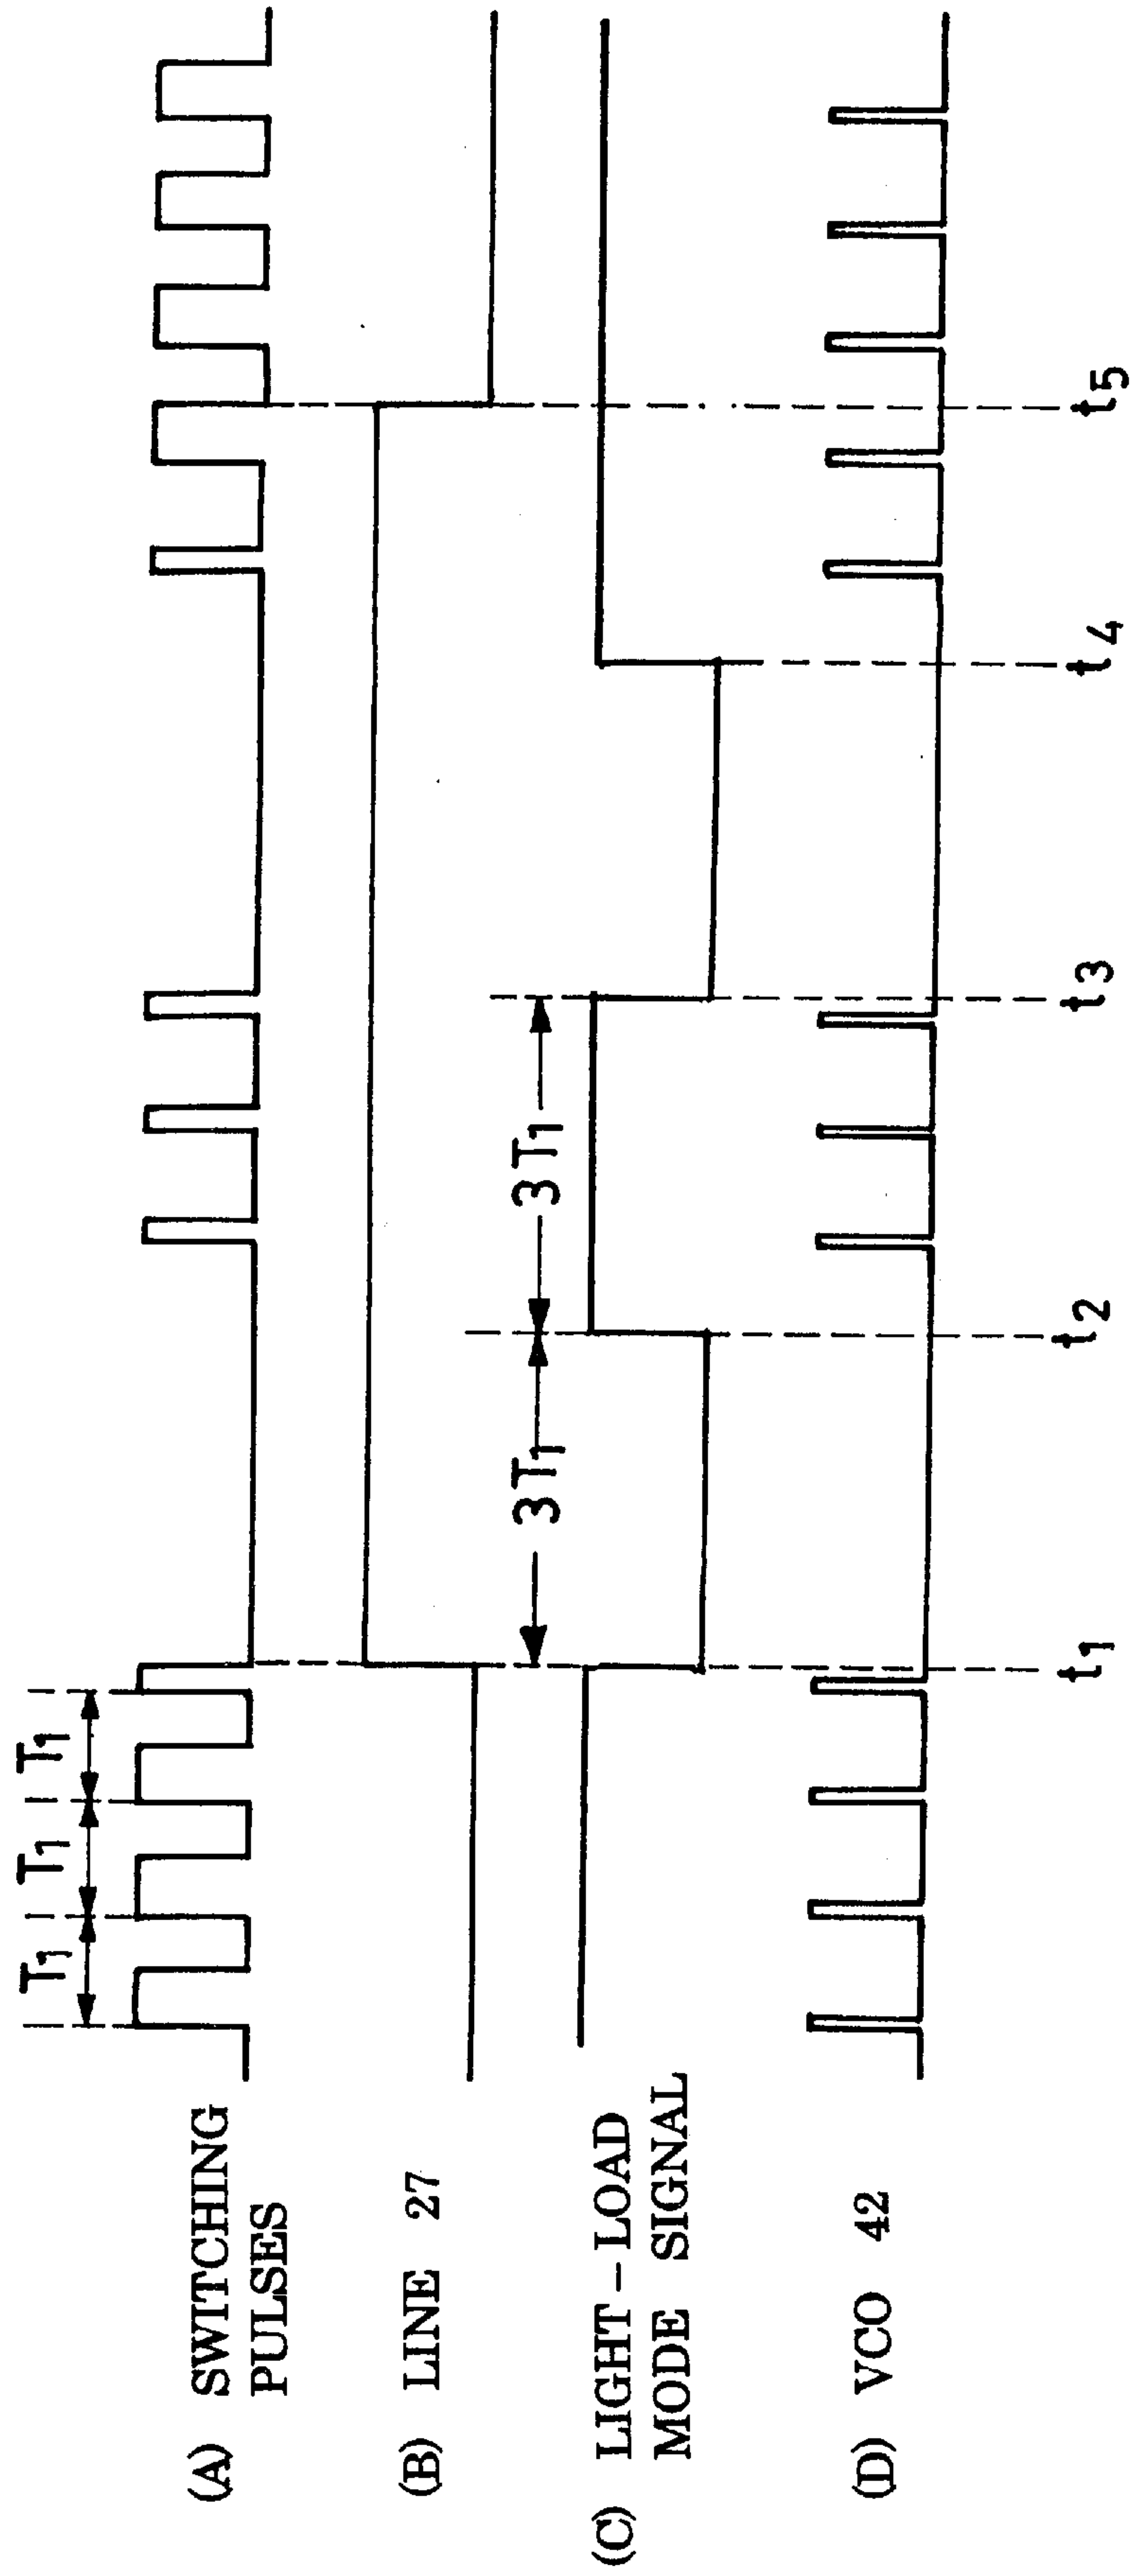 T1 T1 T1
(A) SWITCHING
PULSES
(B) LINE 27
3T1 3T1
(C) LIGHT-LOAD
MODE SIGNAL
(D) VCO 42
t1 t2 t3 t4 t5